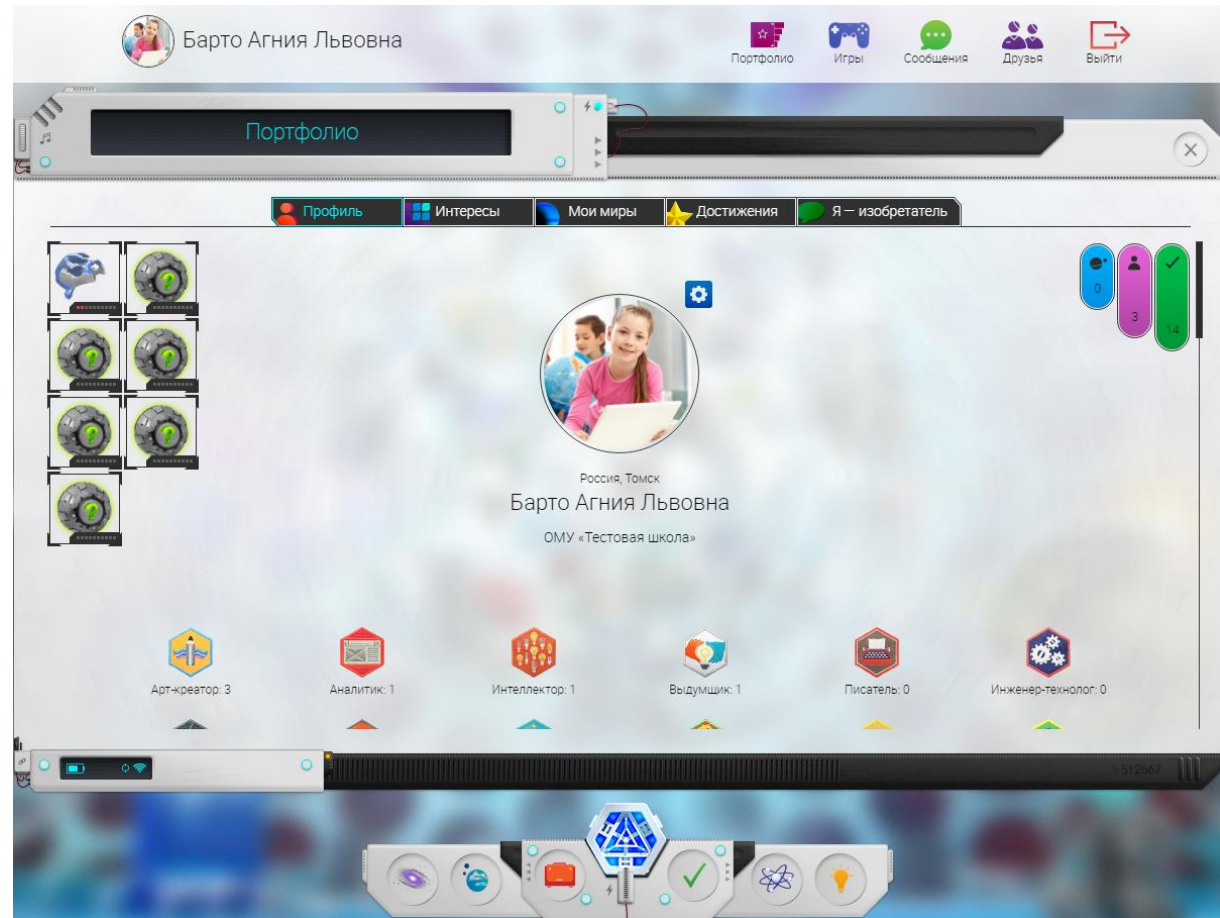 Барто Агния Львовна
Портфолио
Игры
Сообщения
Друзья
Выйти
Портфолио
Профиль
Интересы
Мои миры
Достижения
Я — изобретатель
0
3
14
Россия, Томск
Барто Агния Львовна
ОМУ «Тестовая школа»
Арт-креатор: 3
Аналитик: 1
Интеллектор: 1
Выдумщик: 1
Писатель: 0
Инженер-технолог: 0
512667